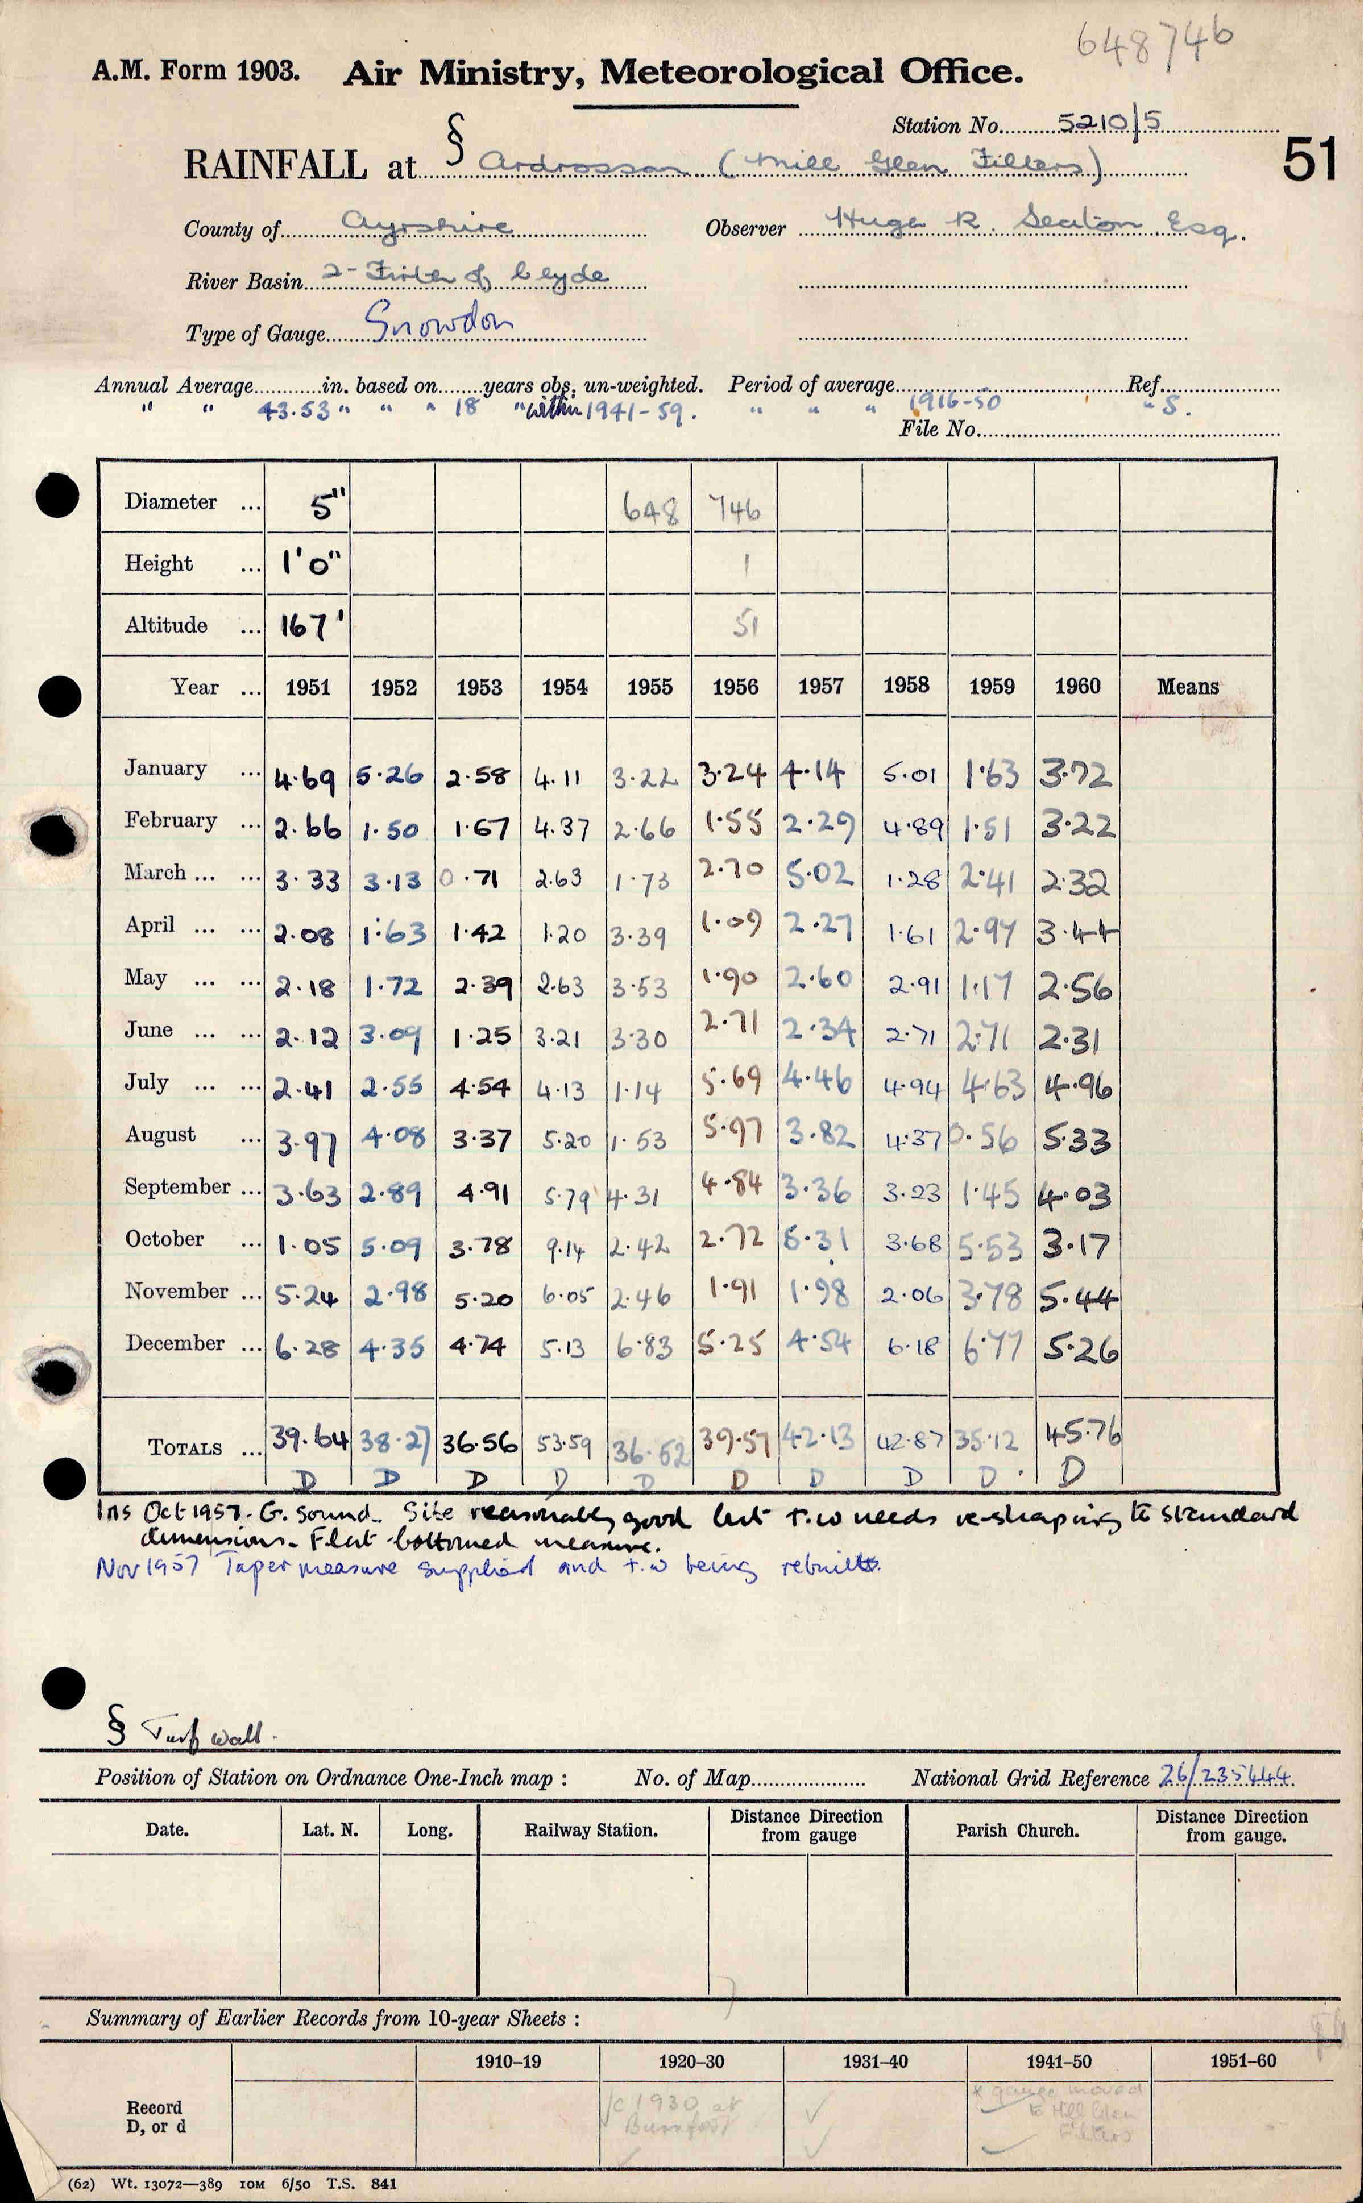 648746
A.M. Form 1903. Air Ministry, Meteorological Office.
Station No. 5210/5
RAINFALL at § Ardrossan (Mill Glen Filters) 51
County of Ayrshire Observer Hugh R. Seaton Esq.
River Basin 2-Firth of Clyde
Type of Gauge Snowdon
Annual Average in. based on years obs. un-weighted. Period of average Ref.
" " 43.53 " " " 18 " within 1941-59. " " " 1916-50 " S.
File No.
Diameter ... 5" 648 746
Height ... 1'0" 1
Altitude ... 167' 51
Year ... 1951 1952 1953 1954 1955 1956 1957 1958 1959 1960 Means
January ... 4.69 5.26 2.58 4.11 3.22 3.24 4.14 5.01 1.63 3.72
February ... 2.66 1.50 1.67 4.37 2.66 1.55 2.29 4.89 1.51 3.22
March ... ... 3.33 3.13 0.71 2.63 1.73 2.70 5.02 1.28 2.41 2.32
April ... ... 2.08 1.63 1.42 1.20 3.39 1.09 2.27 1.61 2.97 3.44
May ... ... 2.18 1.72 2.39 2.63 3.53 1.90 2.60 2.91 1.17 2.56
June ... ... 2.12 3.09 1.25 3.21 3.30 2.71 2.34 2.71 2.71 2.31
July ... ... 2.41 2.55 4.54 4.13 1.14 5.69 4.46 4.94 4.63 4.96
August ... 3.97 4.08 3.37 5.20 1.53 5.97 3.82 4.37 0.56 5.33
September ... 3.63 2.89 4.91 5.79 4.31 4.84 3.36 3.23 1.45 4.03
October ... 1.05 5.09 3.78 9.14 2.42 2.72 5.31 3.68 5.53 3.17
November ... 5.24 2.98 5.20 6.05 2.46 1.91 1.98 2.06 3.78 5.44
December ... 6.28 4.35 4.74 5.13 6.83 5.25 4.54 6.18 6.77 5.26
TOTALS ... 39.64 38.27 36.56 53.59 36.52 39.57 42.13 42.87 35.12 45.76
D D D D D D D D D D
Ins Oct 1957. G. sound. Site reasonably good but t.w needs re-shaping to standard
dimensions. Flat bottomed measure.
Nov 1957 Taper measure supplied and t.w being rebuilt.
§ Turf wall.
Position of Station on Ordnance One-Inch map : No. of Map National Grid Reference 26/235444
Date. Lat. N. Long. Railway Station. Distance Direction from gauge Parish Church. Distance Direction from gauge.
Summary of Earlier Records from 10-year Sheets :
1910–19 1920–30 1931–40 1941–50 1951–60
Record
D, or d
c 1930 at
* gauge moved
to Mill Glen
Filters
(62) Wt. 13072—389 10M 6/50 T.S. 841